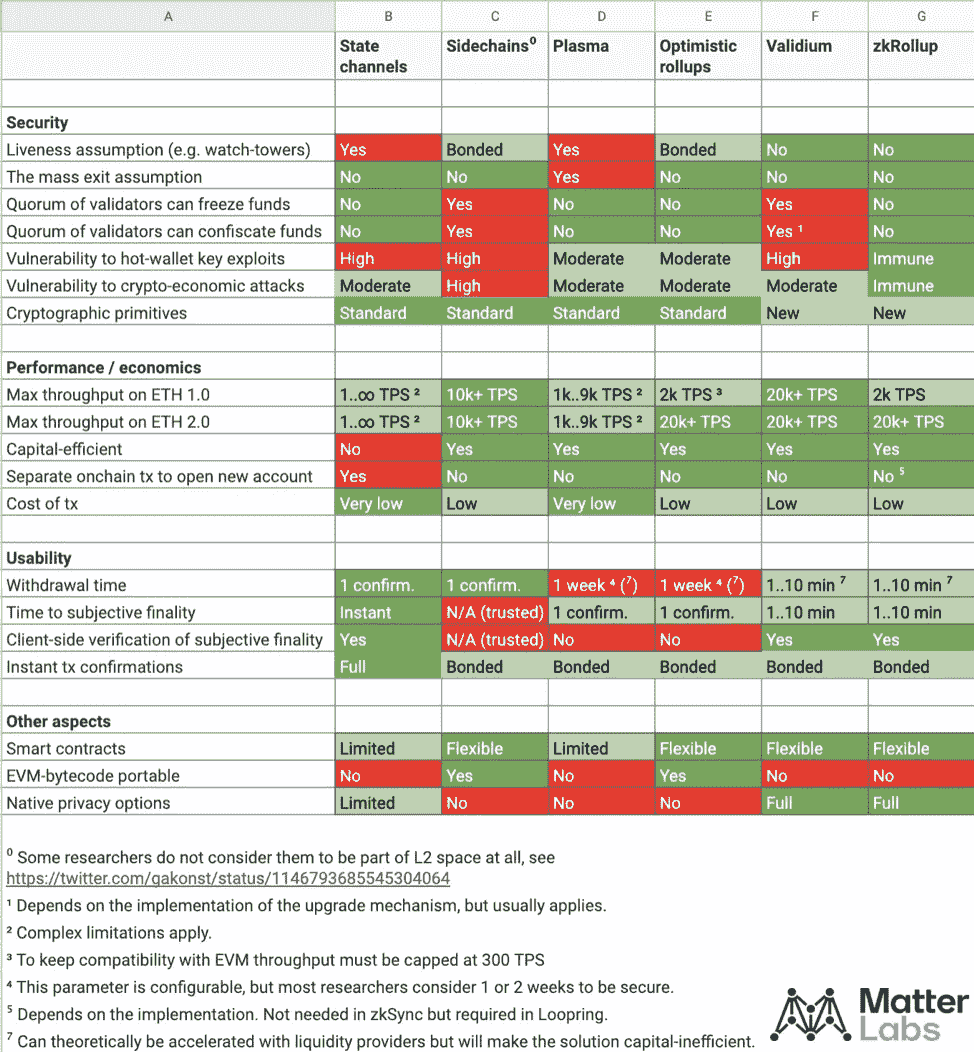 A B C D E F G
State channels Sidechains⁰ Plasma Optimistic rollups Validium zkRollup
Security
Liveness assumption (e.g. watch-towers) Yes Bonded Yes Bonded No No
The mass exit assumption No No Yes No No No
Quorum of validators can freeze funds No Yes No No Yes No
Quorum of validators can confiscate funds No Yes No No Yes ¹ No
Vulnerability to hot-wallet key exploits High High Moderate Moderate High Immune
Vulnerability to crypto-economic attacks Moderate High Moderate Moderate Moderate Immune
Cryptographic primitives Standard Standard Standard Standard New New
Performance / economics
Max throughput on ETH 1.0 1..∞ TPS ² 10k+ TPS 1k..9k TPS ² 2k TPS ³ 20k+ TPS 2k TPS
Max throughput on ETH 2.0 1..∞ TPS ² 10k+ TPS 1k..9k TPS ² 20k+ TPS 20k+ TPS 20k+ TPS
Capital-efficient No Yes Yes Yes Yes Yes
Separate onchain tx to open new account Yes No No No No No ⁵
Cost of tx Very low Low Very low Low Low Low
Usability
Withdrawal time 1 confirm. 1 confirm. 1 week ⁴ (⁷) 1 week ⁴ (⁷) 1..10 min ⁷ 1..10 min ⁷
Time to subjective finality Instant N/A (trusted) 1 confirm. 1 confirm. 1..10 min 1..10 min
Client-side verification of subjective finality Yes N/A (trusted) No No Yes Yes
Instant tx confirmations Full Bonded Bonded Bonded Bonded Bonded
Other aspects
Smart contracts Limited Flexible Limited Flexible Flexible Flexible
EVM-bytecode portable No Yes No Yes No No
Native privacy options Limited No No No Full Full
⁰ Some researchers do not consider them to be part of L2 space at all, see
https://twitter.com/gakonst/status/1146793685545304064
¹ Depends on the implementation of the upgrade mechanism, but usually applies.
² Complex limitations apply.
³ To keep compatibility with EVM throughput must be capped at 300 TPS
⁴ This parameter is configurable, but most researchers consider 1 or 2 weeks to be secure.
⁵ Depends on the implementation. Not needed in zkSync but required in Loopring.
⁷ Can theoretically be accelerated with liquidity providers but will make the solution capital-inefficient.
Matter
Labs